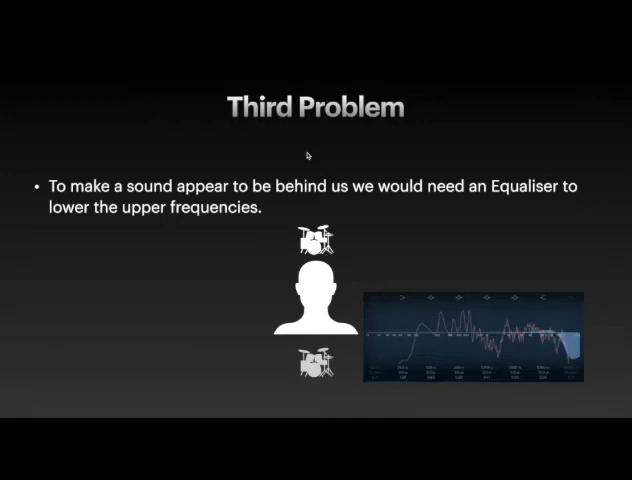 Third Problem
• To make a sound appear to be behind us we would need an Equaliser to
lower the upper frequencies.